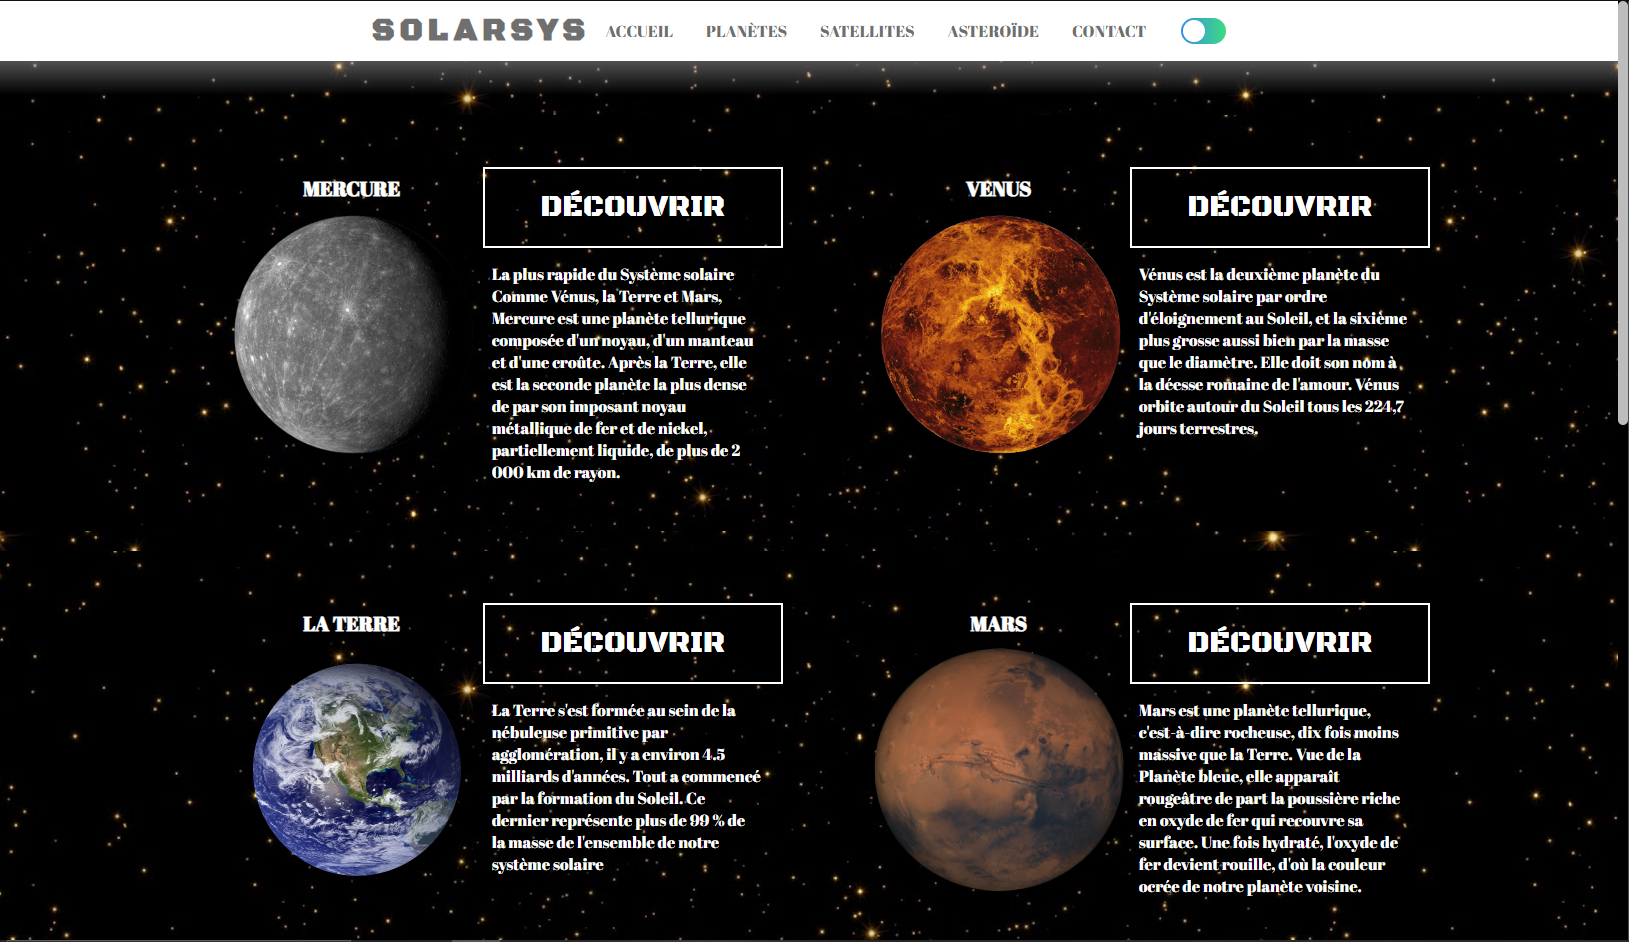 SOLARSYS ACCUEIL PLANÈTES SATELLITES ASTEROÏDE CONTACT
MERCURE
DÉCOUVRIR
La plus rapide du Système solaire
Comme Vénus, la Terre et Mars,
Mercure est une planète tellurique
composée d'un noyau, d'un manteau
et d'une croûte. Après la Terre, elle
est la seconde planète la plus dense
de par son imposant noyau
métallique de fer et de nickel,
partiellement liquide, de plus de 2
000 km de rayon.
VENUS
DÉCOUVRIR
Vénus est la deuxième planète du
Système solaire par ordre
d'éloignement au Soleil, et la sixième
plus grosse aussi bien par la masse
que le diamètre. Elle doit son nom à
la déesse romaine de l'amour. Vénus
orbite autour du Soleil tous les 224,7
jours terrestres.
LA TERRE
DÉCOUVRIR
La Terre s'est formée au sein de la
nébuleuse primitive par
agglomération, il y a environ 4.5
milliards d'années. Tout a commencé
par la formation du Soleil. Ce
dernier représente plus de 99 % de
la masse de l'ensemble de notre
système solaire
MARS
DÉCOUVRIR
Mars est une planète tellurique,
c'est-à-dire rocheuse, dix fois moins
massive que la Terre. Vue de la
Planète bleue, elle apparaît
rougeâtre de part la poussière riche
en oxyde de fer qui recouvre sa
surface. Une fois hydraté, l'oxyde de
fer devient rouille, d'où la couleur
ocrée de notre planète voisine.